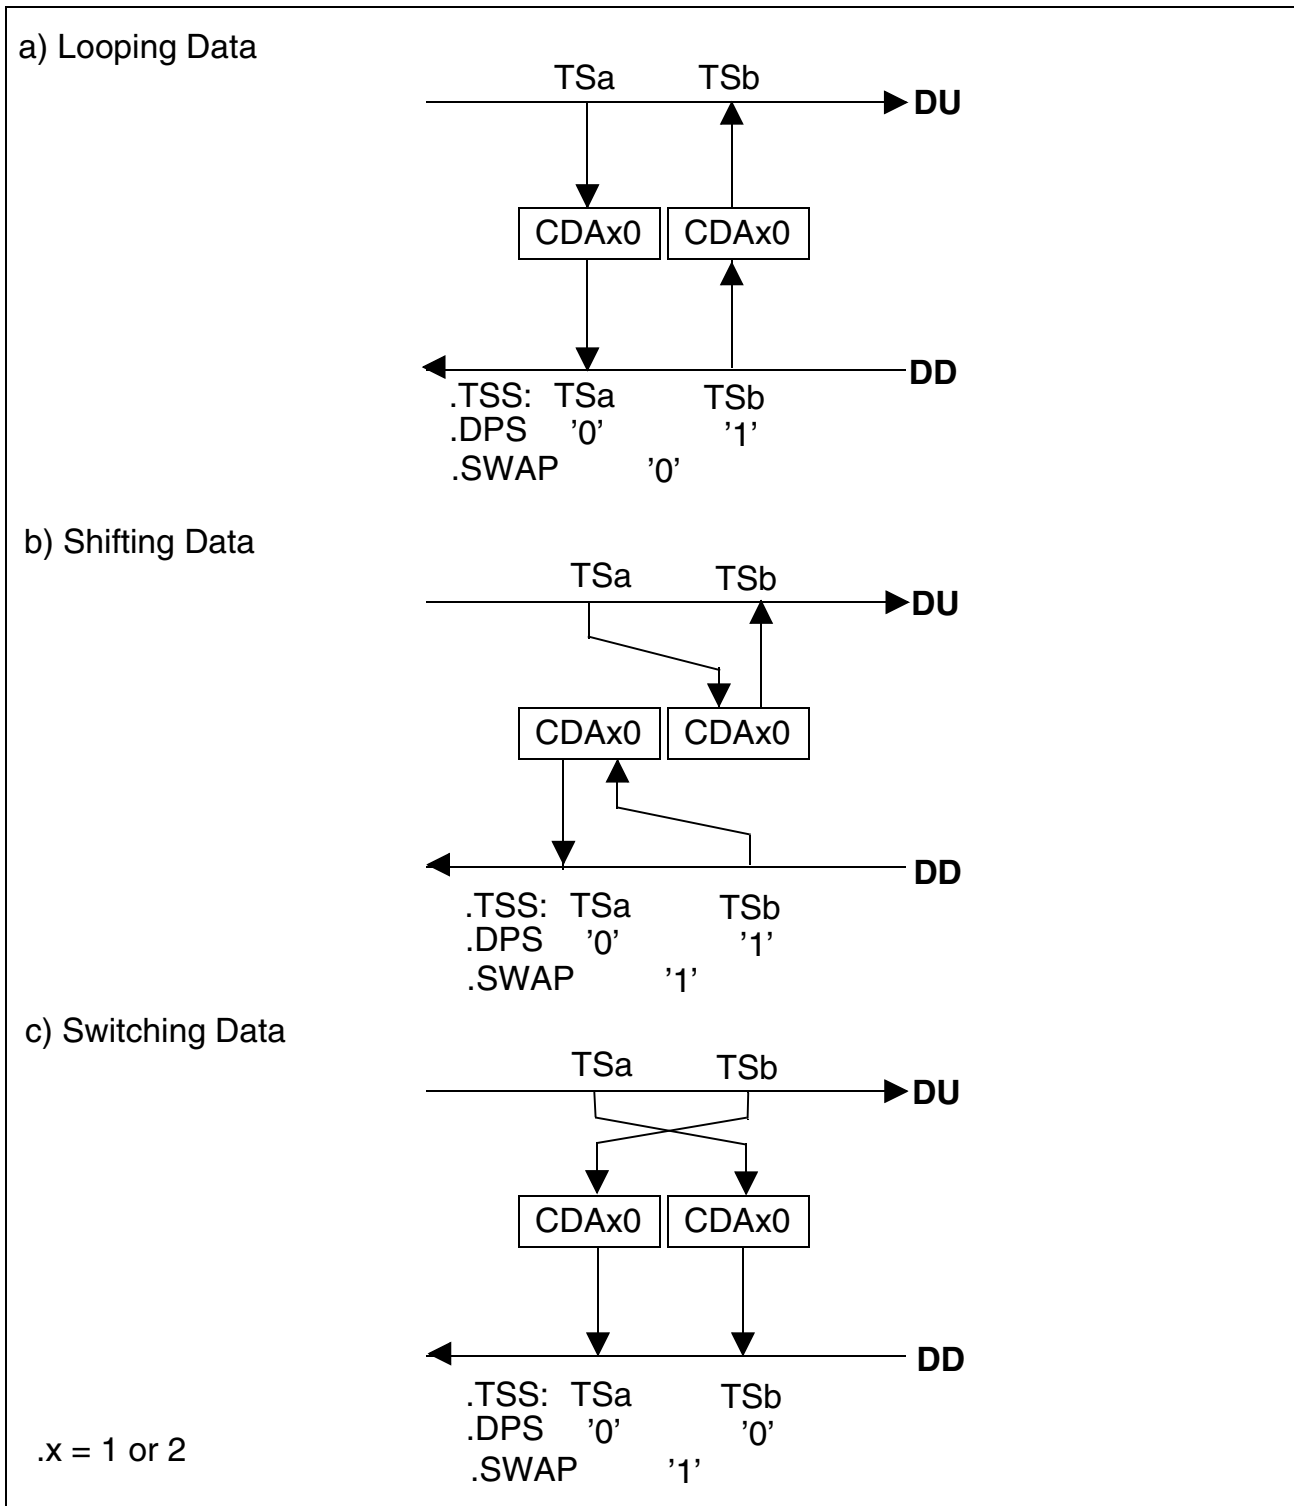 a) Looping Data
TSa TSb
DU
CDAx0 CDAx0
DD
.TSS: TSa TSb
.DPS ’0’ ’1’
.SWAP ’0’
b) Shifting Data
TSa TSb
DU
CDAx0 CDAx0
DD
.TSS: TSa TSb
.DPS ’0’ ’1’
.SWAP ’1’
c) Switching Data
TSa TSb
DU
CDAx0 CDAx0
DD
.TSS: TSa TSb
.DPS ’0’ ’0’
.x = 1 or 2
.SWAP ’1’